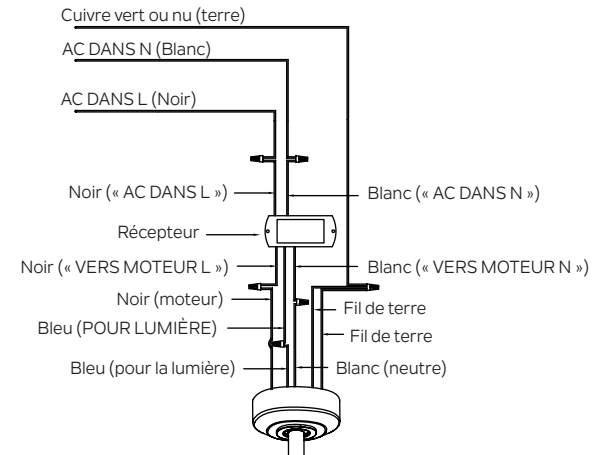 Cuivre vert ou nu (terre)
AC DANS N (Blanc)
AC DANS L (Noir)
Noir (« AC DANS L »)
Blanc (« AC DANS N »)
Récepteur
Noir (« VERS MOTEUR L »)
Blanc (« VERS MOTEUR N »)
Noir (moteur)
Fil de terre
Bleu (POUR LUMIÈRE)
Fil de terre
Bleu (pour la lumière)
Blanc (neutre)